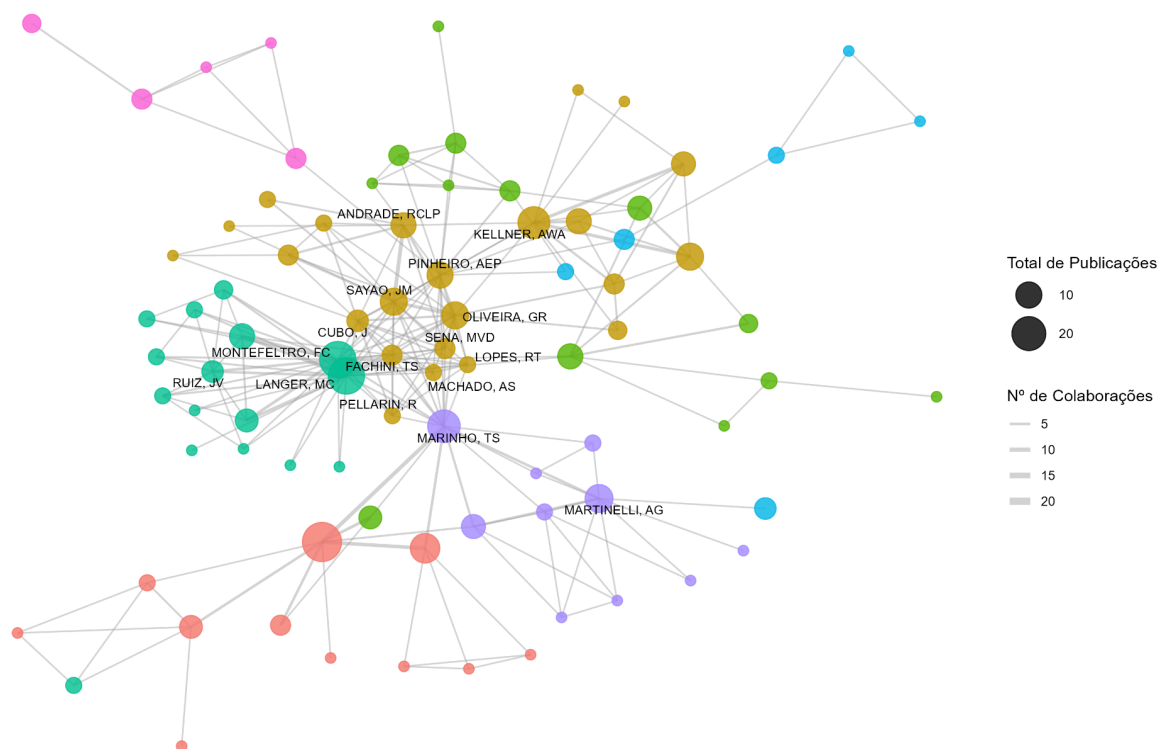 ANDRADE, RCLP
KELLNER, AWA
PINHEIRO, AEP
SAYAO, JM
OLIVEIRA, GR
CUBO, J
SENA, MVD
MONTEFELTRO, FC
LOPES, RT
FACHINI, TS
RUIZ, JV
LANGER, MC
MACHADO, AS
PELLARIN, R
MARINHO, TS
MARTINELLI, AG
Total de Publicações
10
20
Nº de Colaborações
5
10
15
20